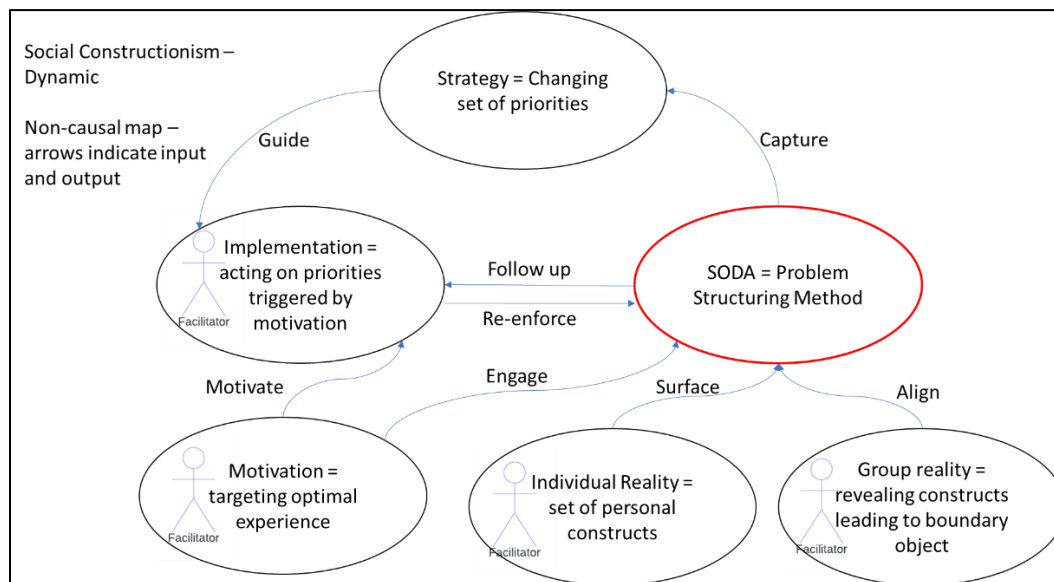 Social Constructionism –
Dynamic
Non-causal map –
arrows indicate input
and output
Strategy = Changing
set of priorities
Guide
Capture
Implementation =
acting on priorities
triggered by
motivation
Facilitator
Follow up
Re-enforce
SODA = Problem
Structuring Method
Motivate
Engage
Surface
Align
Motivation =
targeting optimal
experience
Facilitator
Individual Reality =
set of personal
constructs
Facilitator
Group reality =
revealing constructs
leading to boundary
object
Facilitator